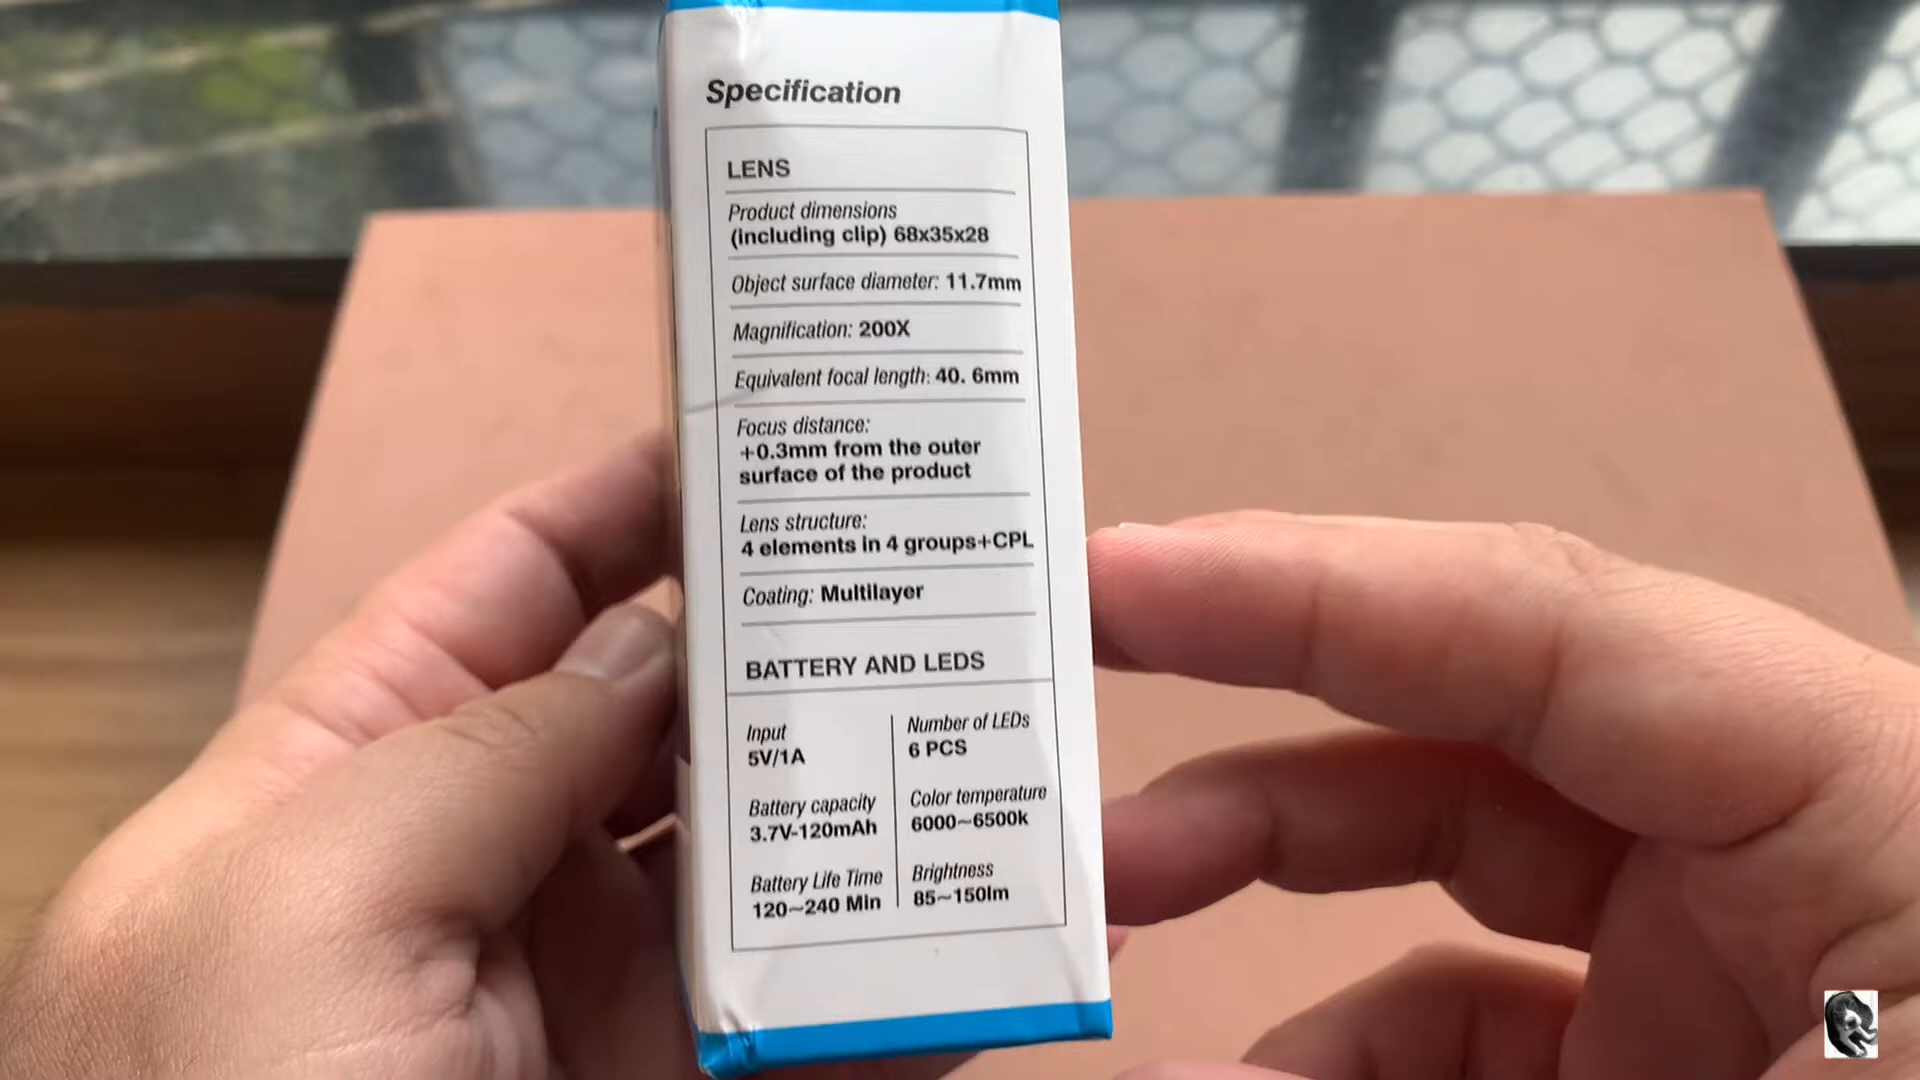 Specification
LENS
Product dimensions
(including clip) 68x35x28
Object surface diameter: 11.7mm
Magnification: 200X
Equivalent focal length: 40. 6mm
Focus distance:
+0.3mm from the outer
surface of the product
Lens structure:
4 elements in 4 groups+CPL
Coating: Multilayer
BATTERY AND LEDS
Input
5V/1A
Battery capacity
3.7V-120mAh
Battery Life Time
120~240 Min
Number of LEDs
6 PCS
Color temperature
6000~6500k
Brightness
85~150lm